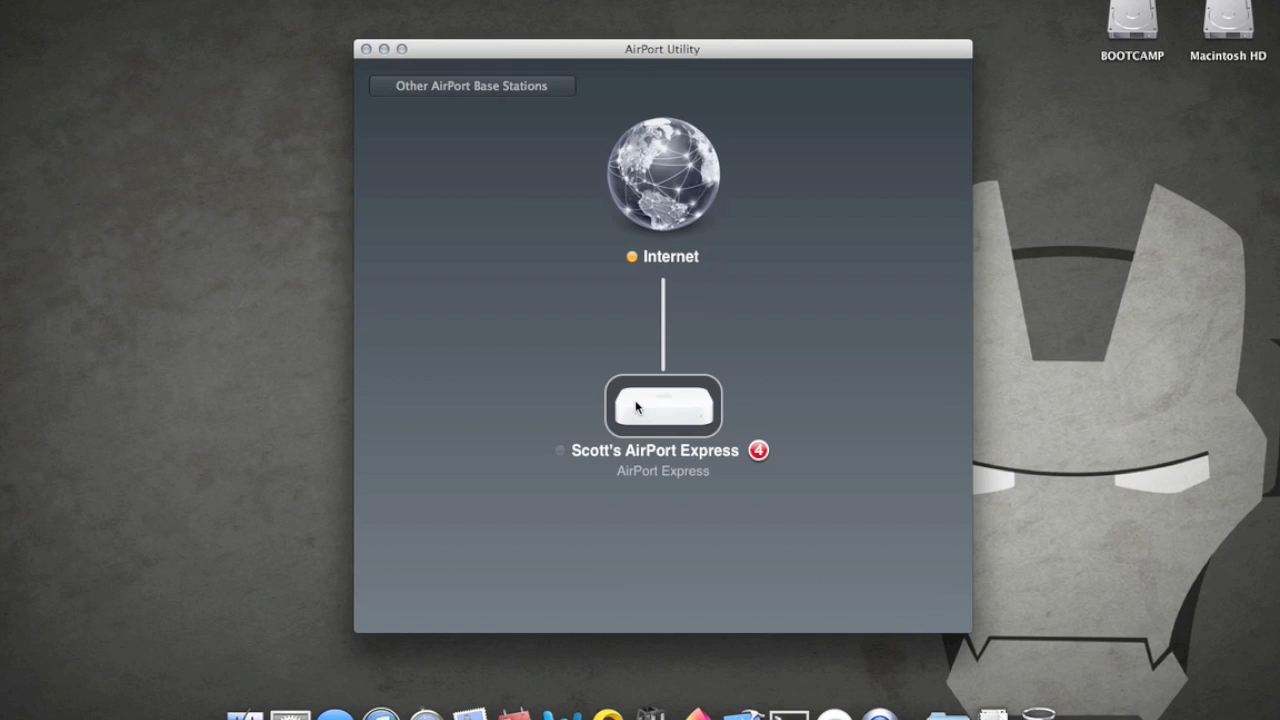 AirPort Utility
BOOTCAMP
Macintosh HD
Other AirPort Base Stations
Internet
Scott's AirPort Express 4
AirPort Express